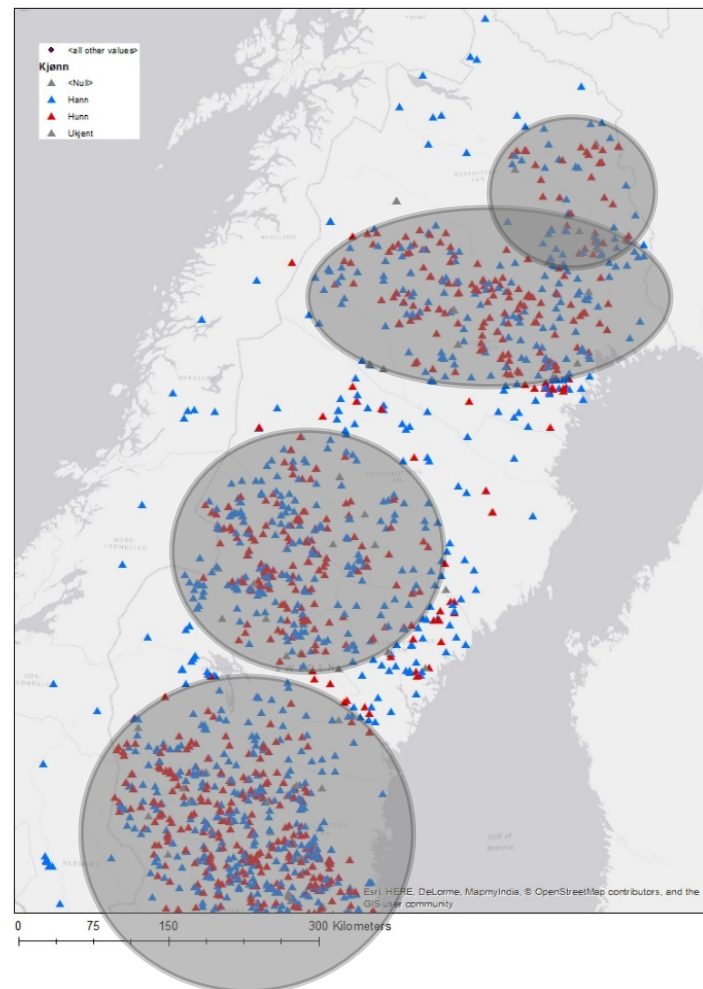 <all other values>
Kjønn
<Null>
Hann
Hunn
Ukjent
Gulf of
Bothnia
Esri, HERE, DeLorme, MapmyIndia, © OpenStreetMap contributors, and the
GIS user community
0 75 150 300 Kilometers